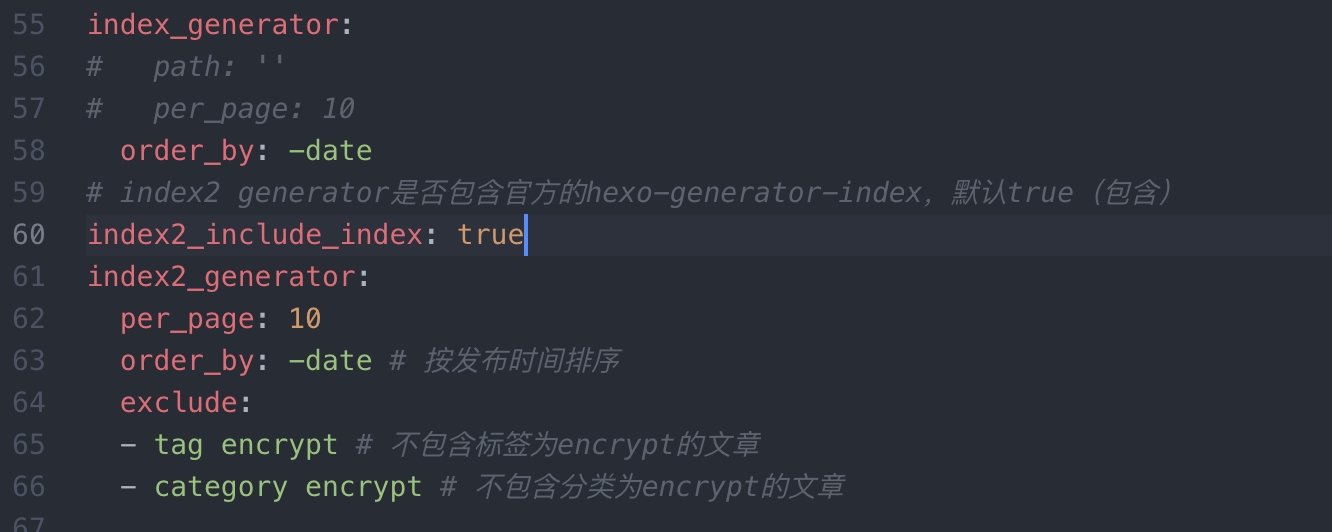 55 index_generator:
56 #   path: ''
57 #   per_page: 10
58   order_by: -date
59 # index2 generator是否包含官方的hexo-generator-index，默认true（包含）
60 index2_include_index: true
61 index2_generator:
62   per_page: 10
63   order_by: -date # 按发布时间排序
64   exclude:
65   - tag encrypt # 不包含标签为encrypt的文章
66   - category encrypt # 不包含分类为encrypt的文章
67